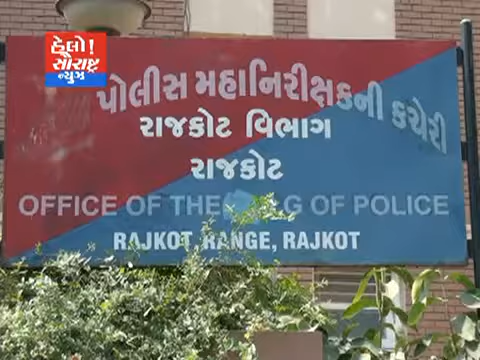 હેલો!
સૌરાષ્ટ્ર
ન્યુઝ
પોલીસ મહાનિરીક્ષકની કચેરી
રાજકોટ વિભાગ
રાજકોટ
OFFICE OF THE G OF POLICE
RAJKOT RANGE, RAJKOT